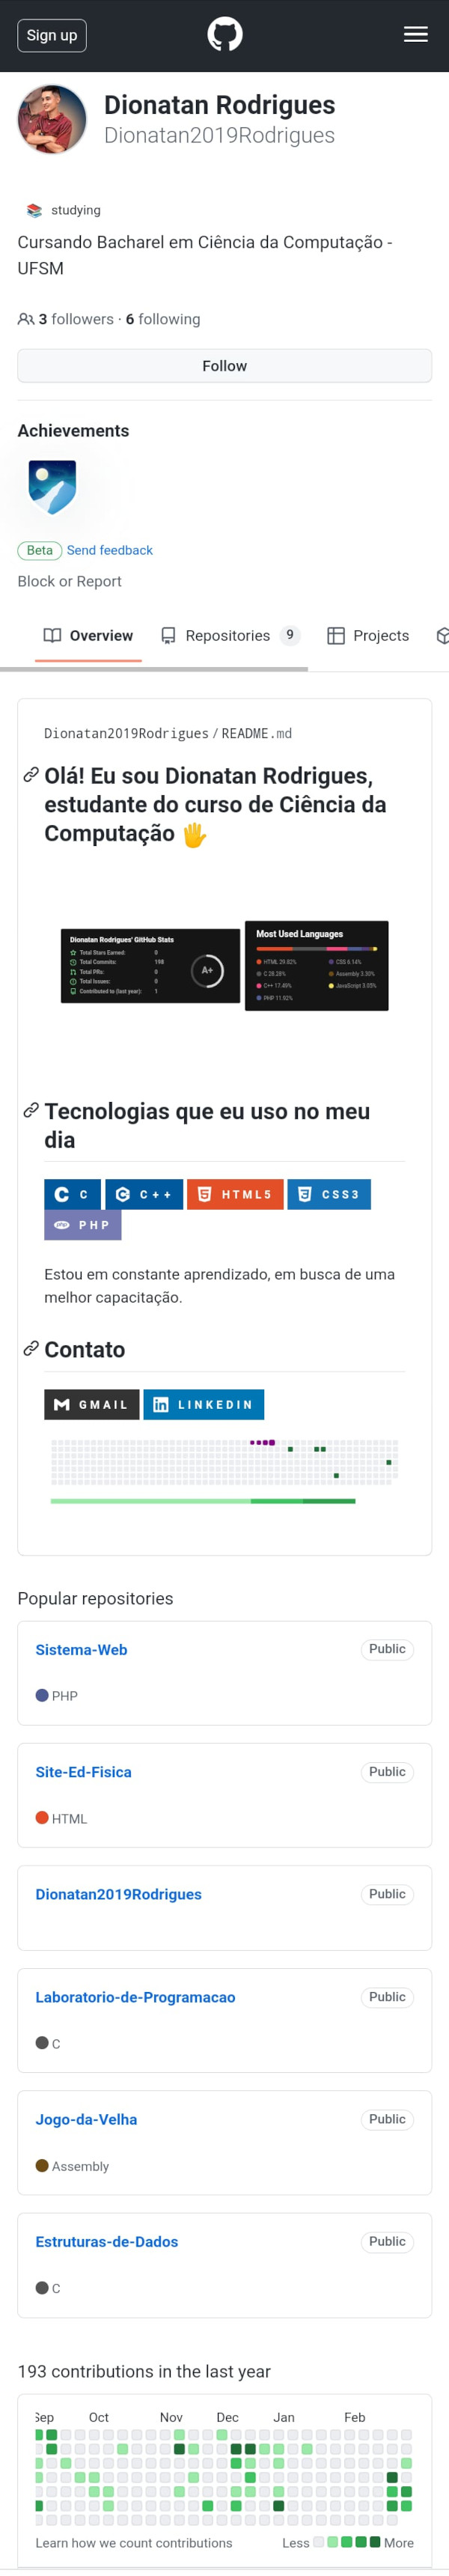 Sign up
Dionatan Rodrigues
Dionatan2019Rodrigues
studying
Cursando Bacharel em Ciência da Computação -
UFSM
3 followers · 6 following
Follow
Achievements
Beta Send feedback
Block or Report
Overview Repositories 9 Projects
Dionatan2019Rodrigues / README.md
Olá! Eu sou Dionatan Rodrigues,
estudante do curso de Ciência da
Computação
Dionatan Rodrigues' GitHub Stats
Total Stars Earned: 0
Total Commits: 198
Total PRs: 0
Total Issues: 0
Contributed to (last year): 1
A+
Most Used Languages
HTML 29.82% CSS 6.14%
C 28.28% Assembly 3.30%
C++ 17.49% JavaScript 3.05%
PHP 11.92%
Tecnologias que eu uso no meu
dia
C C++ HTML5 CSS3
php PHP
Estou em constante aprendizado, em busca de uma
melhor capacitação.
Contato
GMAIL LINKEDIN
Popular repositories
Sistema-Web Public
PHP
Site-Ed-Fisica Public
HTML
Dionatan2019Rodrigues Public
Laboratorio-de-Programacao Public
C
Jogo-da-Velha Public
Assembly
Estruturas-de-Dados Public
C
193 contributions in the last year
Sep Oct Nov Dec Jan Feb
Learn how we count contributions Less More